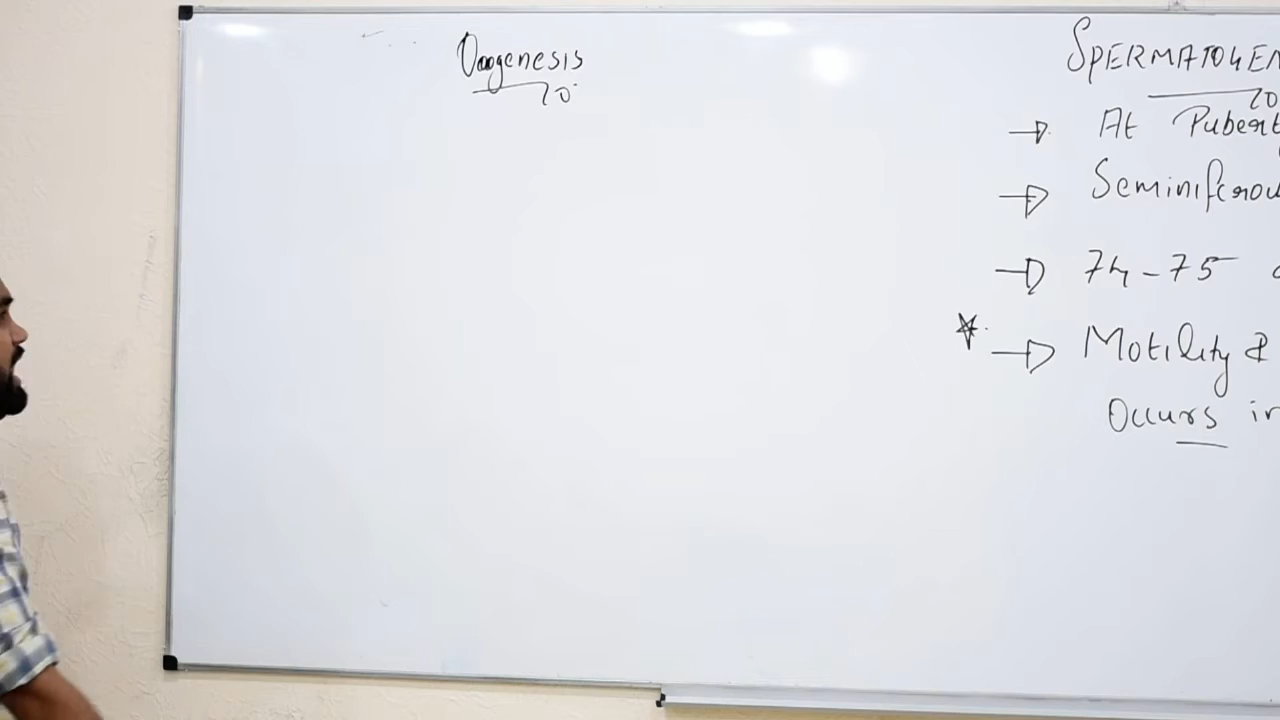 Oogenesis
SPERMATOGEN
At Pubert
Seminiferou
74-75
Motility &
Occurs in